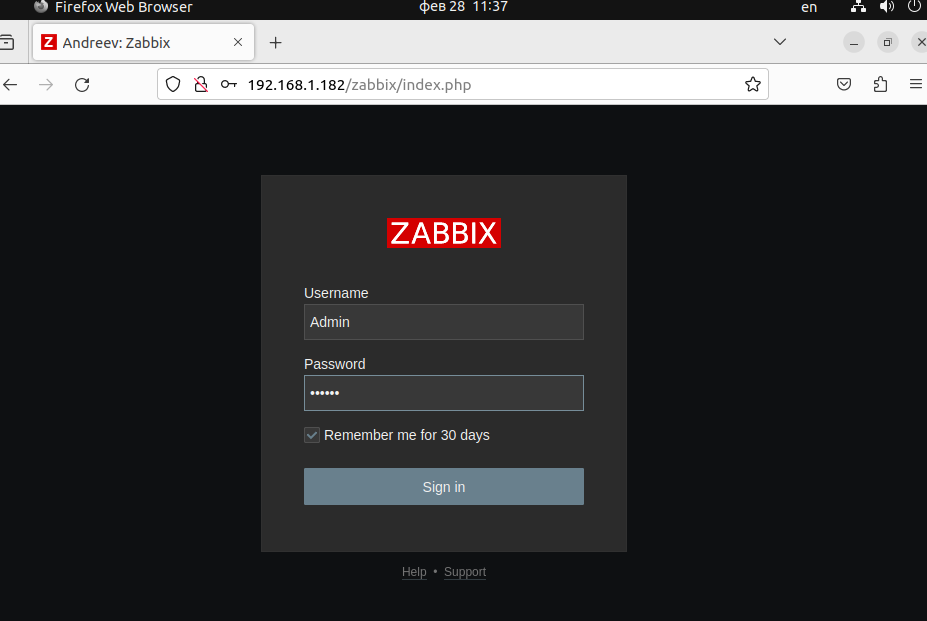 Firefox Web Browser фев 28 11:37 en
Z Andreev: Zabbix
192.168.1.182/zabbix/index.php
ZABBIX
Username
Admin
Password
••••••
Remember me for 30 days
Sign in
Help • Support